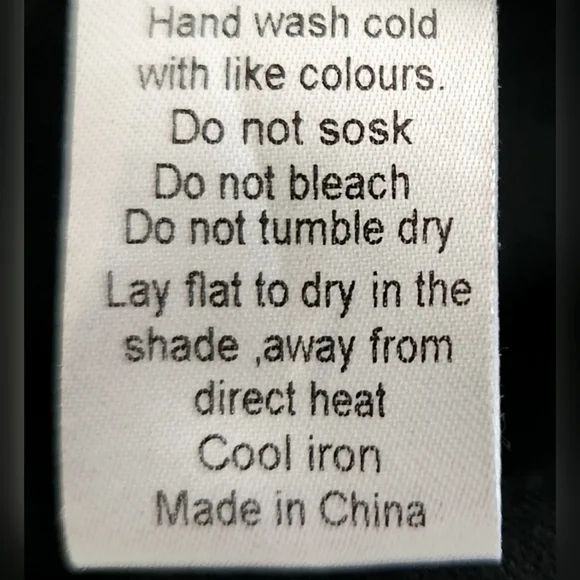 Hand wash cold
with like colours.
Do not sosk
Do not bleach
Do not tumble dry
Lay flat to dry in the
shade ,away from
direct heat
Cool iron
Made in China